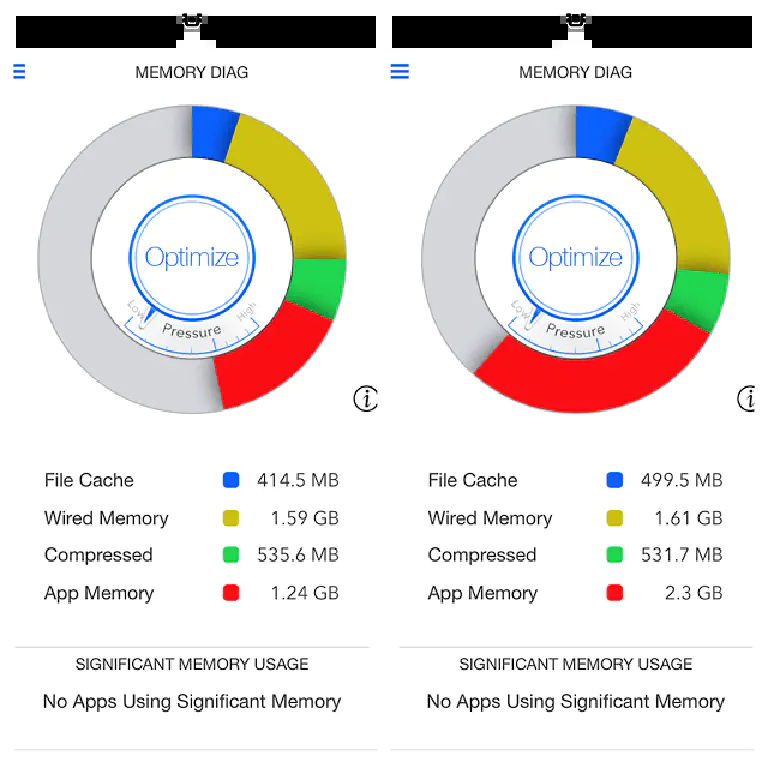 MEMORY DIAG
Optimize
Low
High
Pressure
i
File Cache 414.5 MB
Wired Memory 1.59 GB
Compressed 535.6 MB
App Memory 1.24 GB
SIGNIFICANT MEMORY USAGE
No Apps Using Significant Memory
MEMORY DIAG
Optimize
Low
High
Pressure
i
File Cache 499.5 MB
Wired Memory 1.61 GB
Compressed 531.7 MB
App Memory 2.3 GB
SIGNIFICANT MEMORY USAGE
No Apps Using Significant Memory